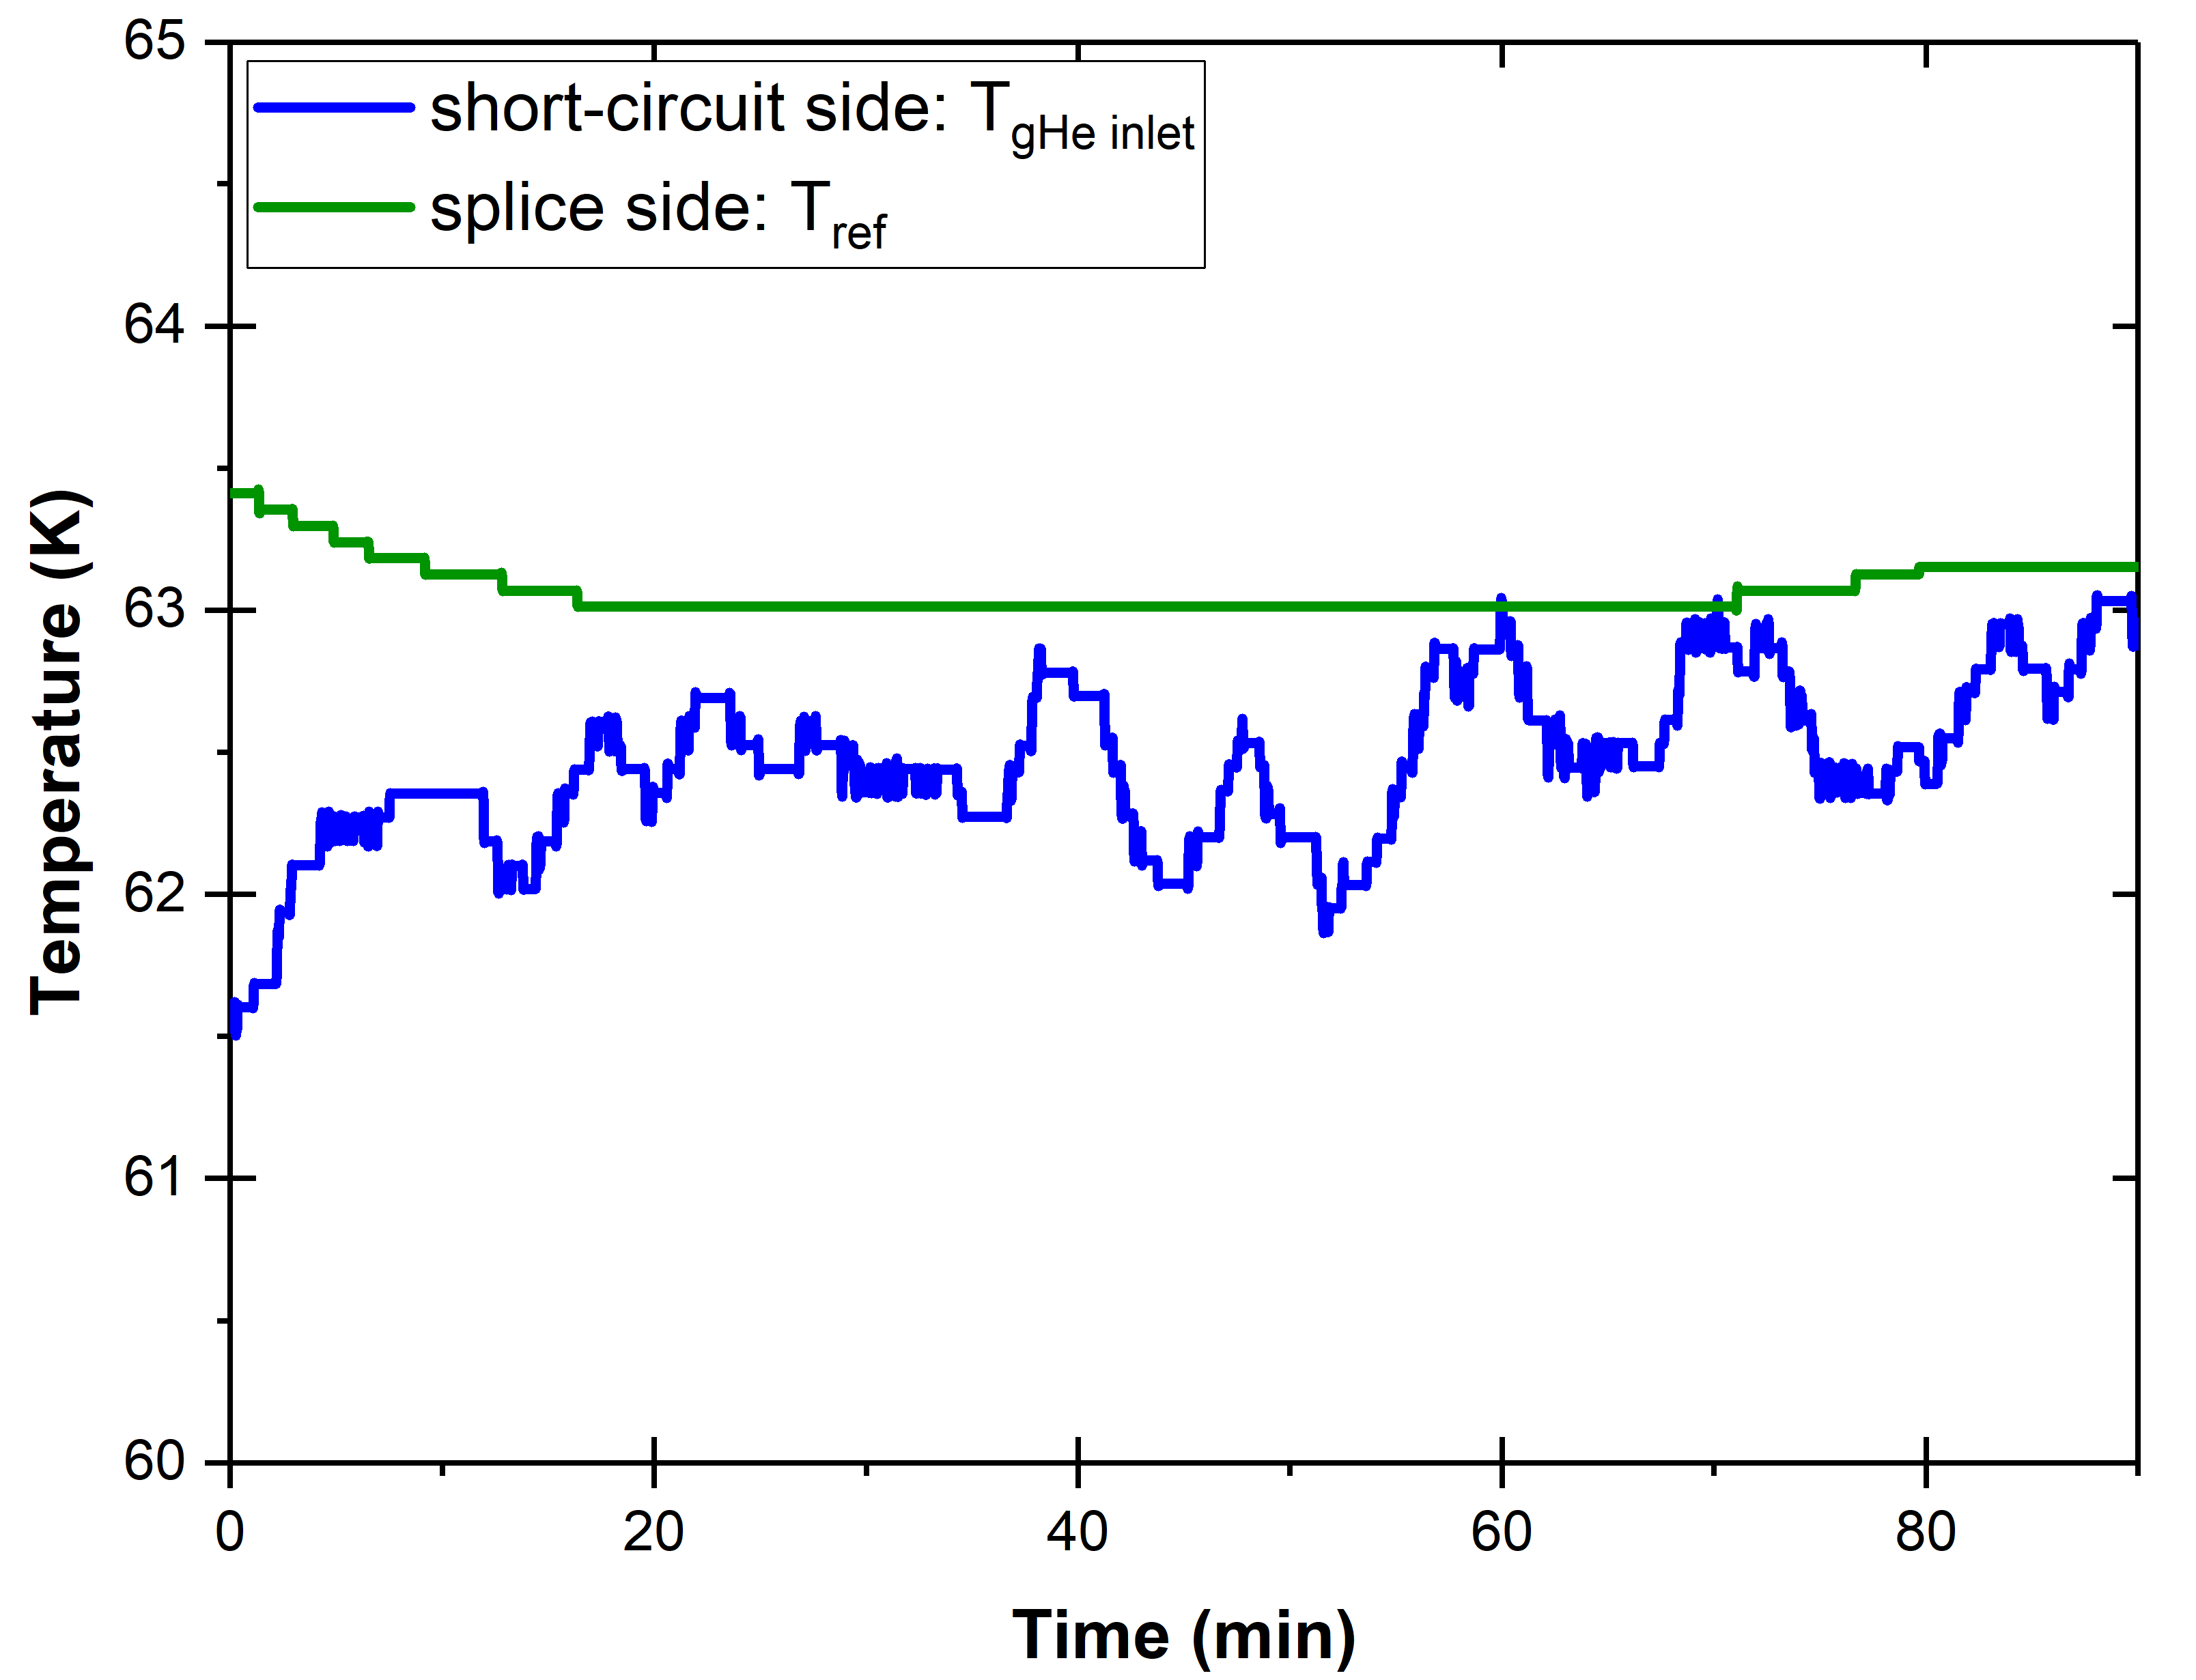 65
short-circuit side: TgHe inlet
splice side: Tref
64
63
62
61
60
Temperature (K)
0 20 40 60 80
Time (min)